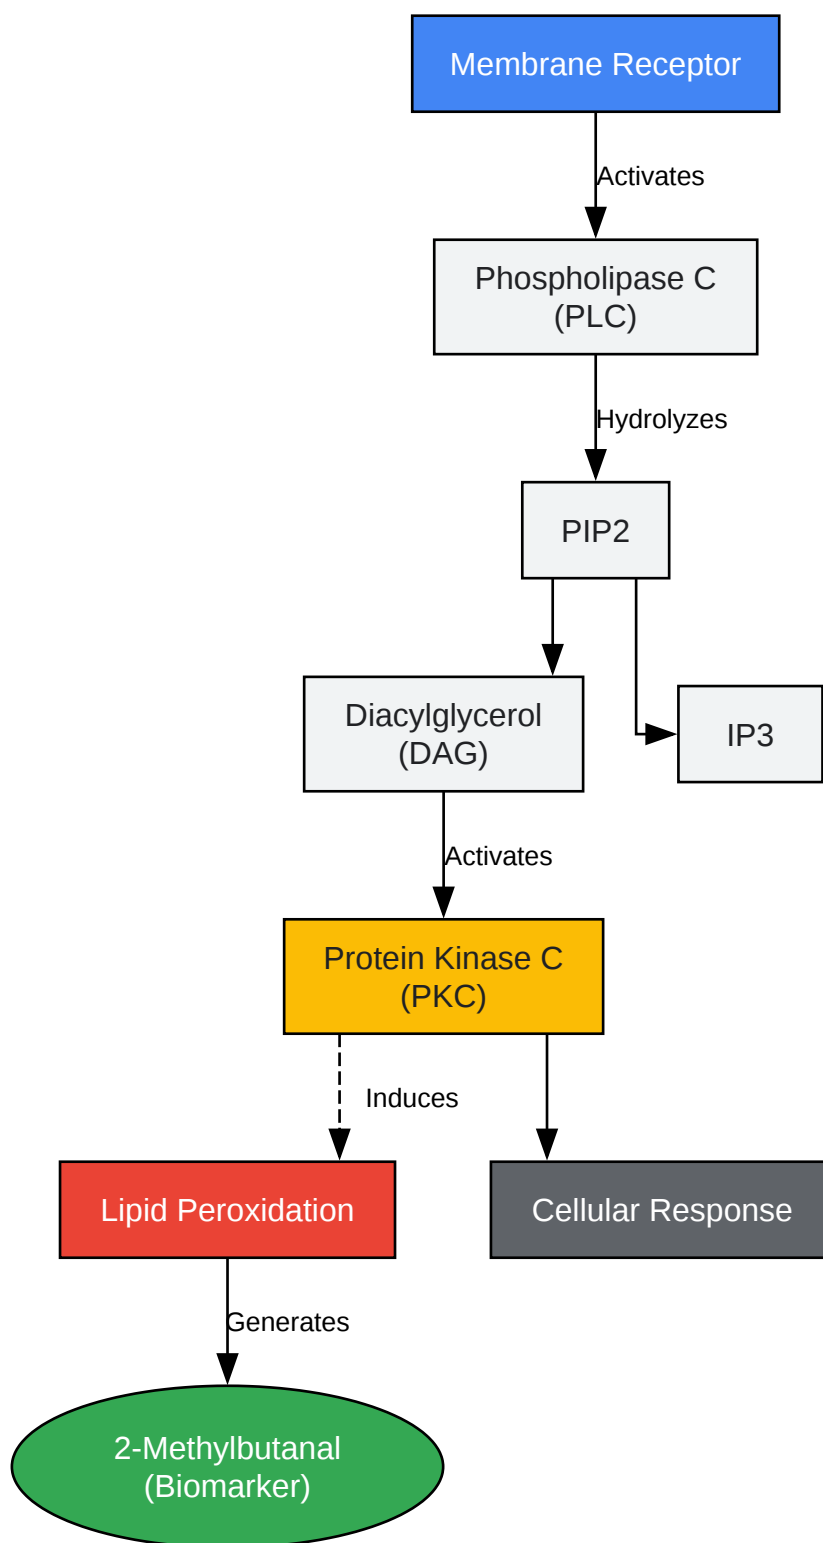 Membrane Receptor
Activates
Phospholipase C
(PLC)
Hydrolyzes
PIP2
Diacylglycerol
(DAG)
IP3
Activates
Protein Kinase C
(PKC)
Induces
Lipid Peroxidation
Cellular Response
Generates
2-Methylbutanal
(Biomarker)